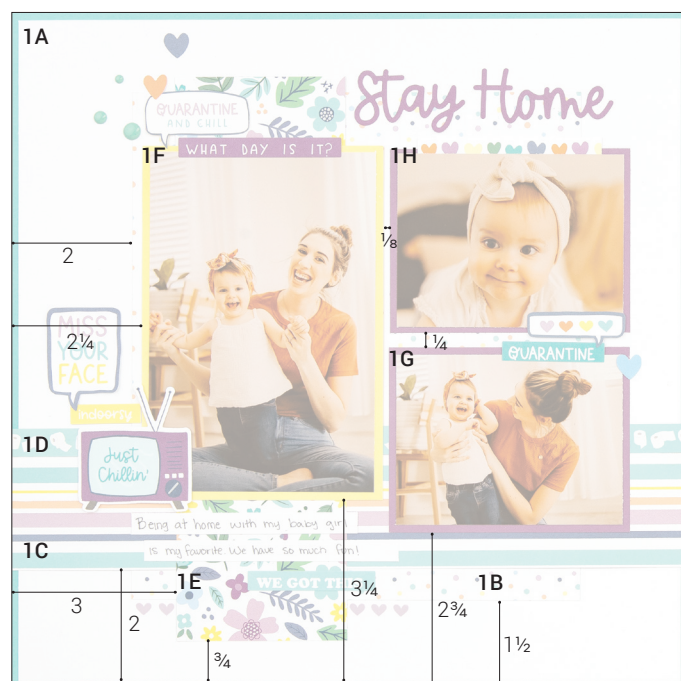 1A
Stay Home
QUARANTINE
AND CHILL
WHAT DAY IS IT?
1F
1H
1/8
2
MISS
YOUR
FACE
2¼
¼
QUARANTINE
1G
indeerly
1D
Just
Chillin'
Being at home with my baby girl
is my favorite. We have so much fun!
1C
1E
WE GOT TH
1B
3
2
3¼
2¾
1½
¾